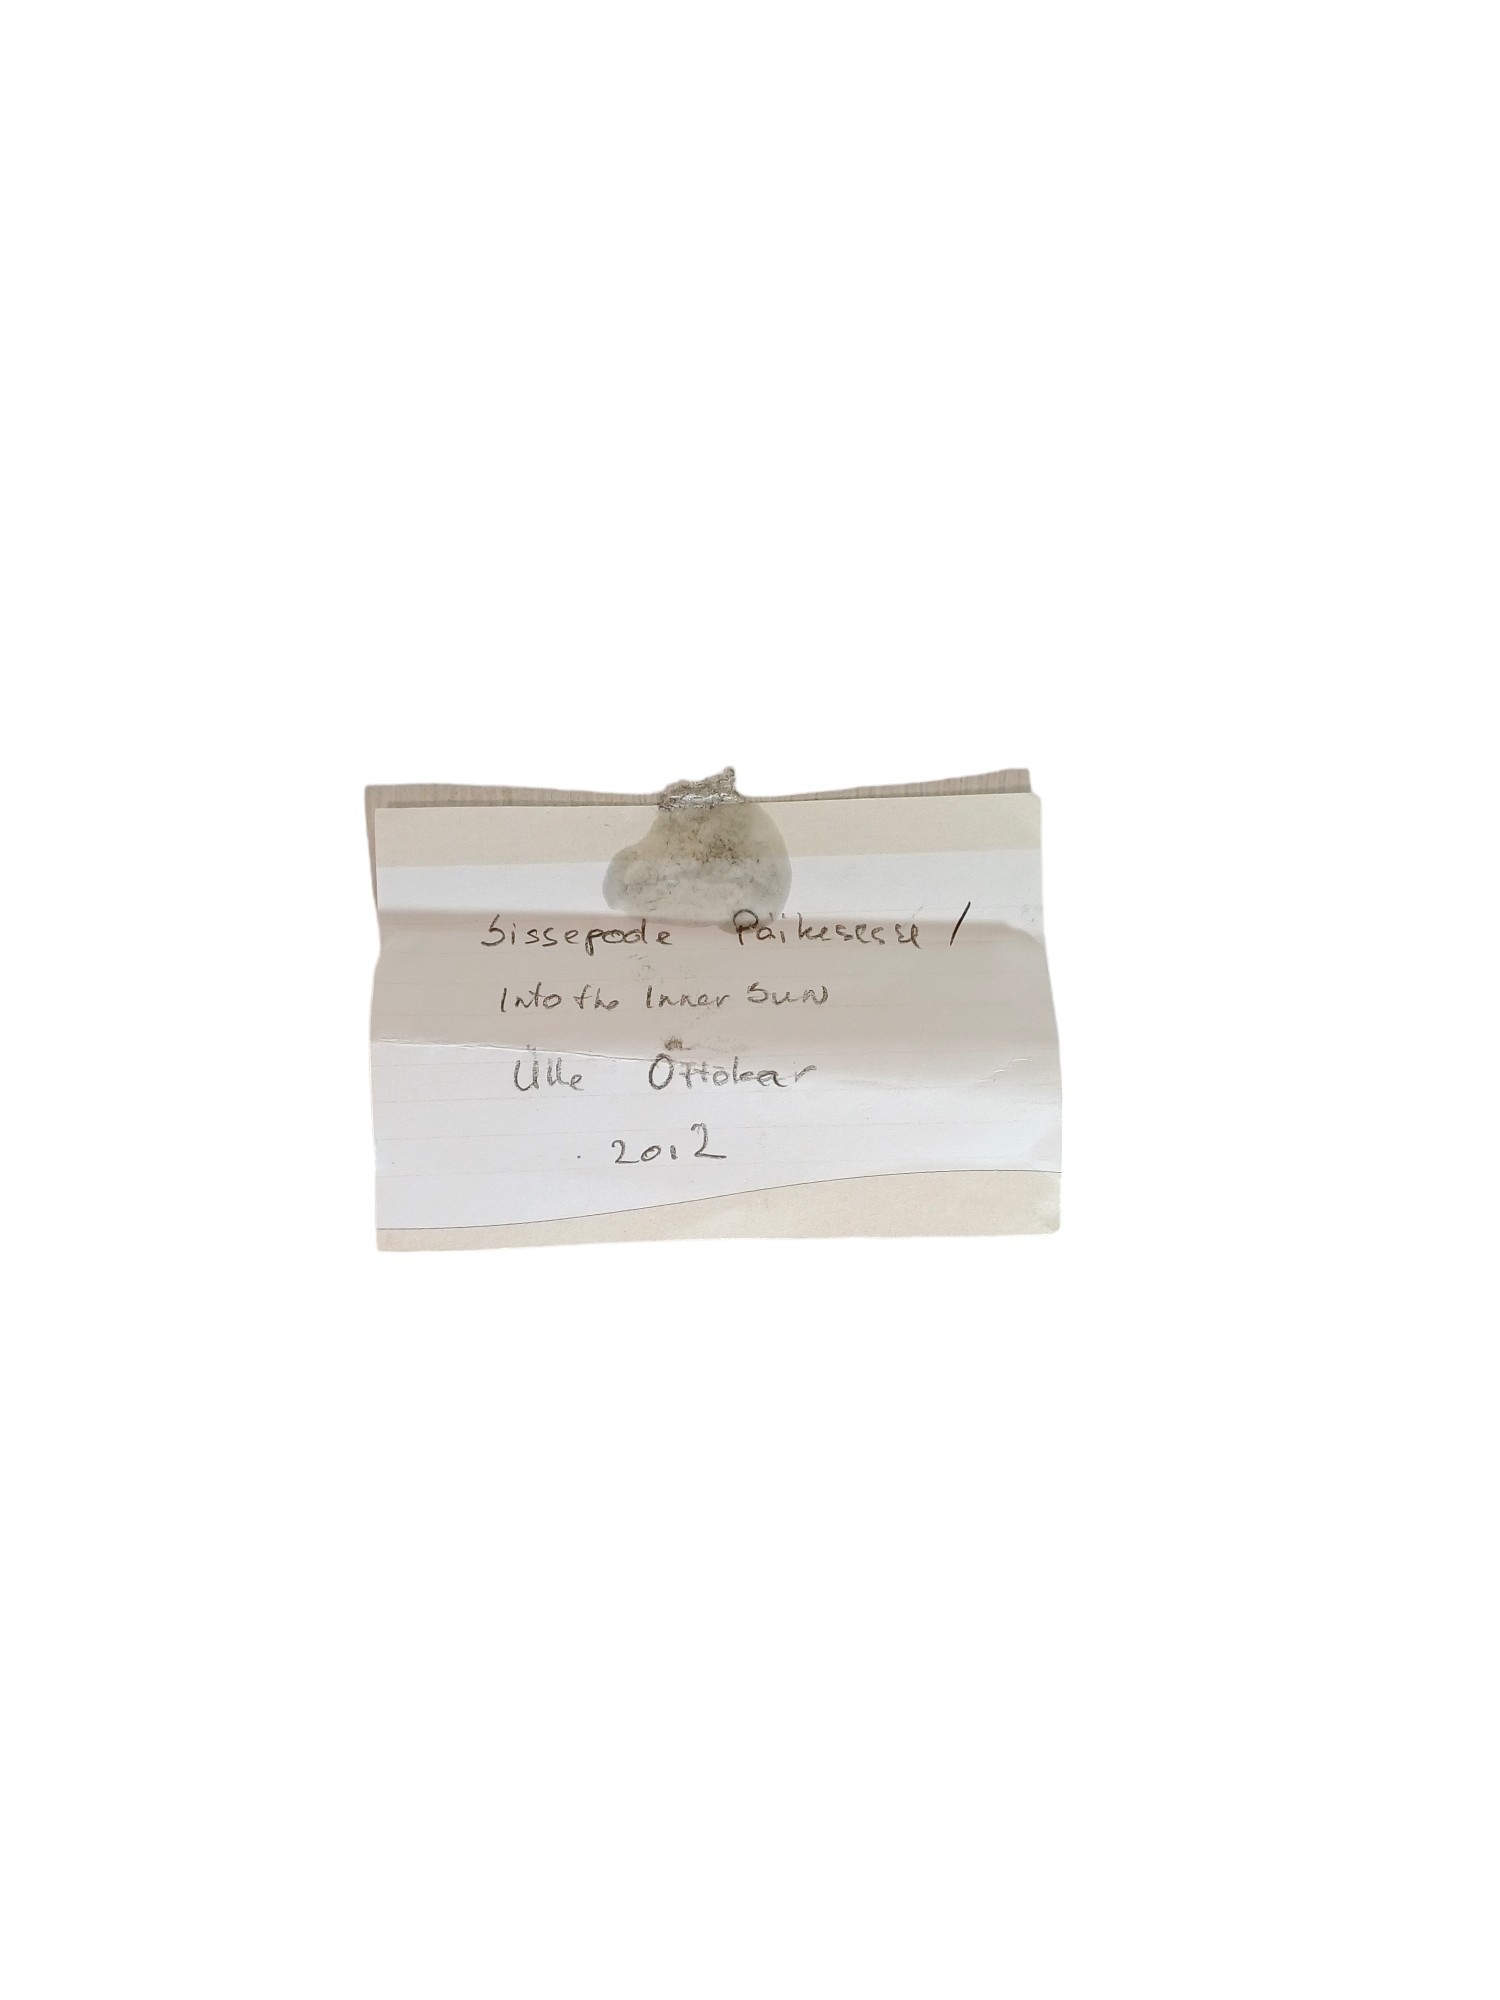 Sissepoole Päikesesse /
Into the Inner Sun
Ülle Ottokar
2012